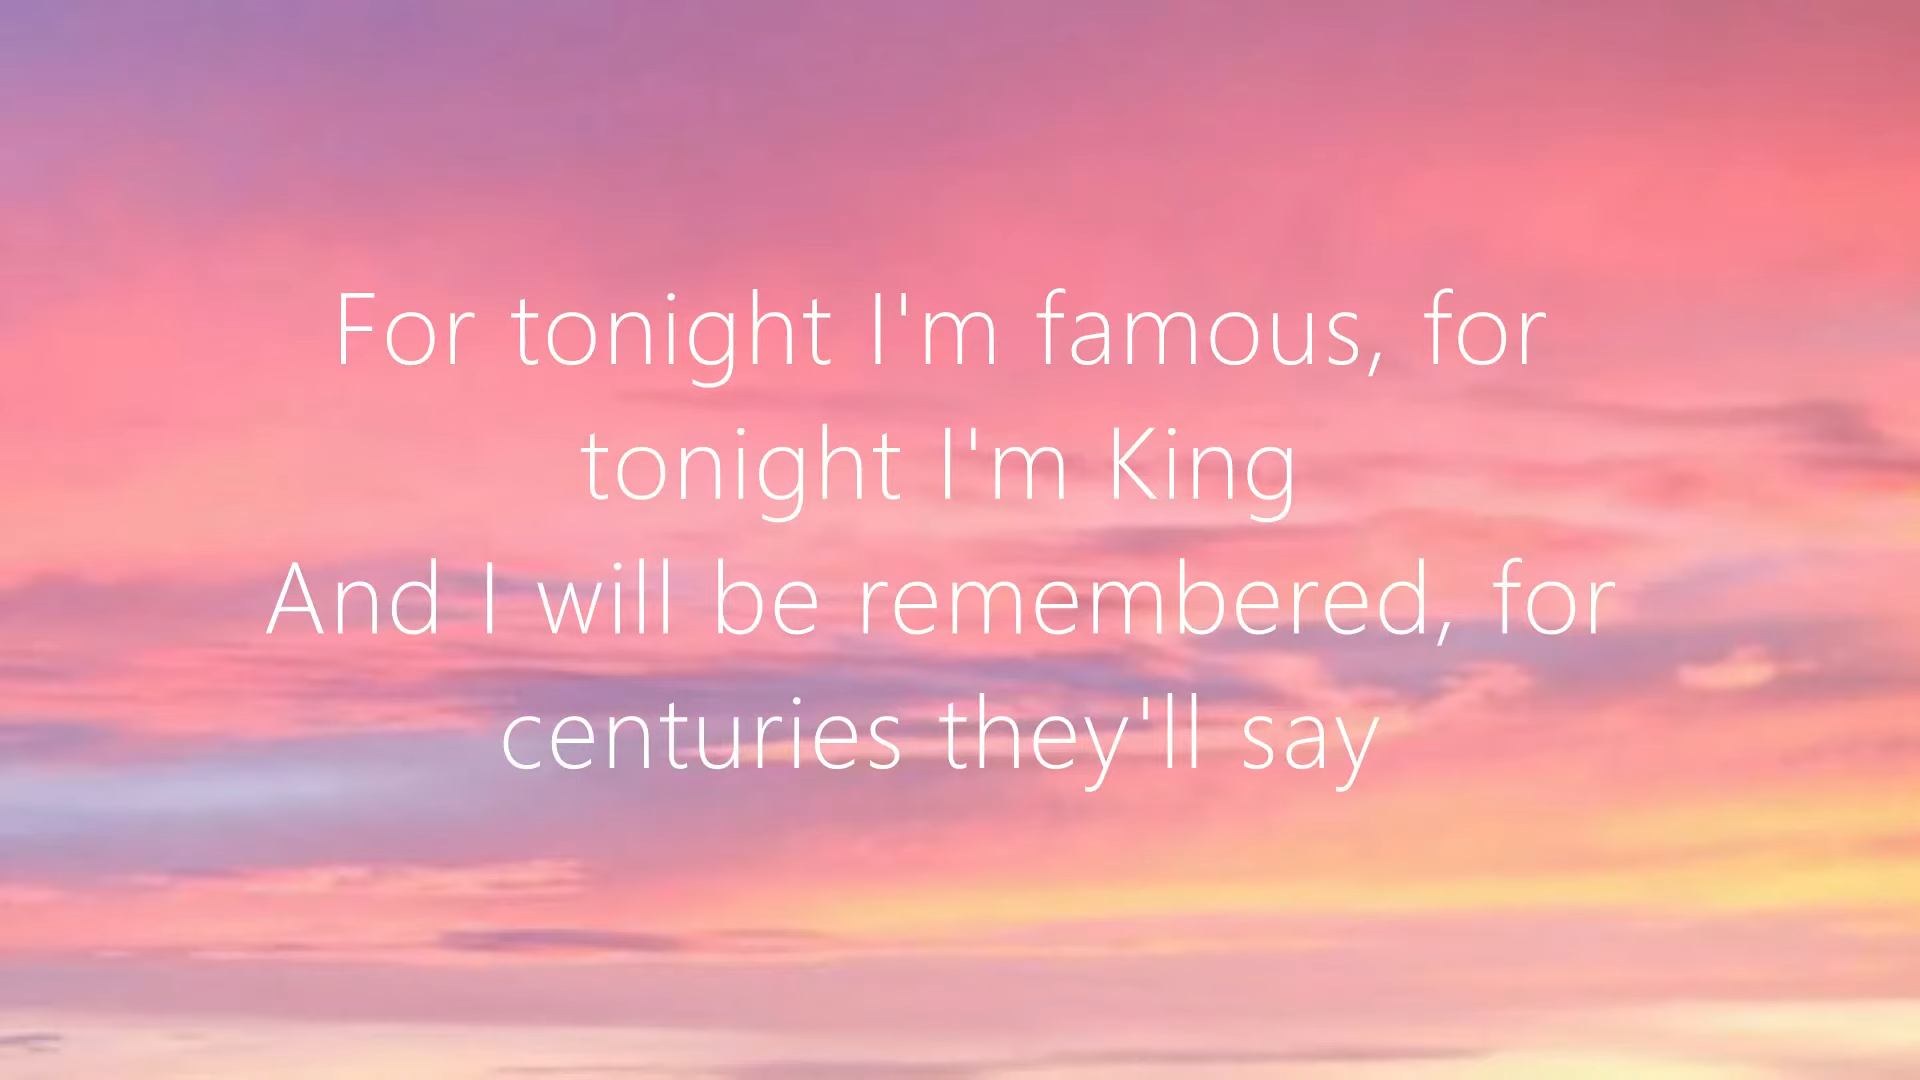 For tonight I'm famous, for
tonight I'm King
And I will be remembered, for
centuries they'll say